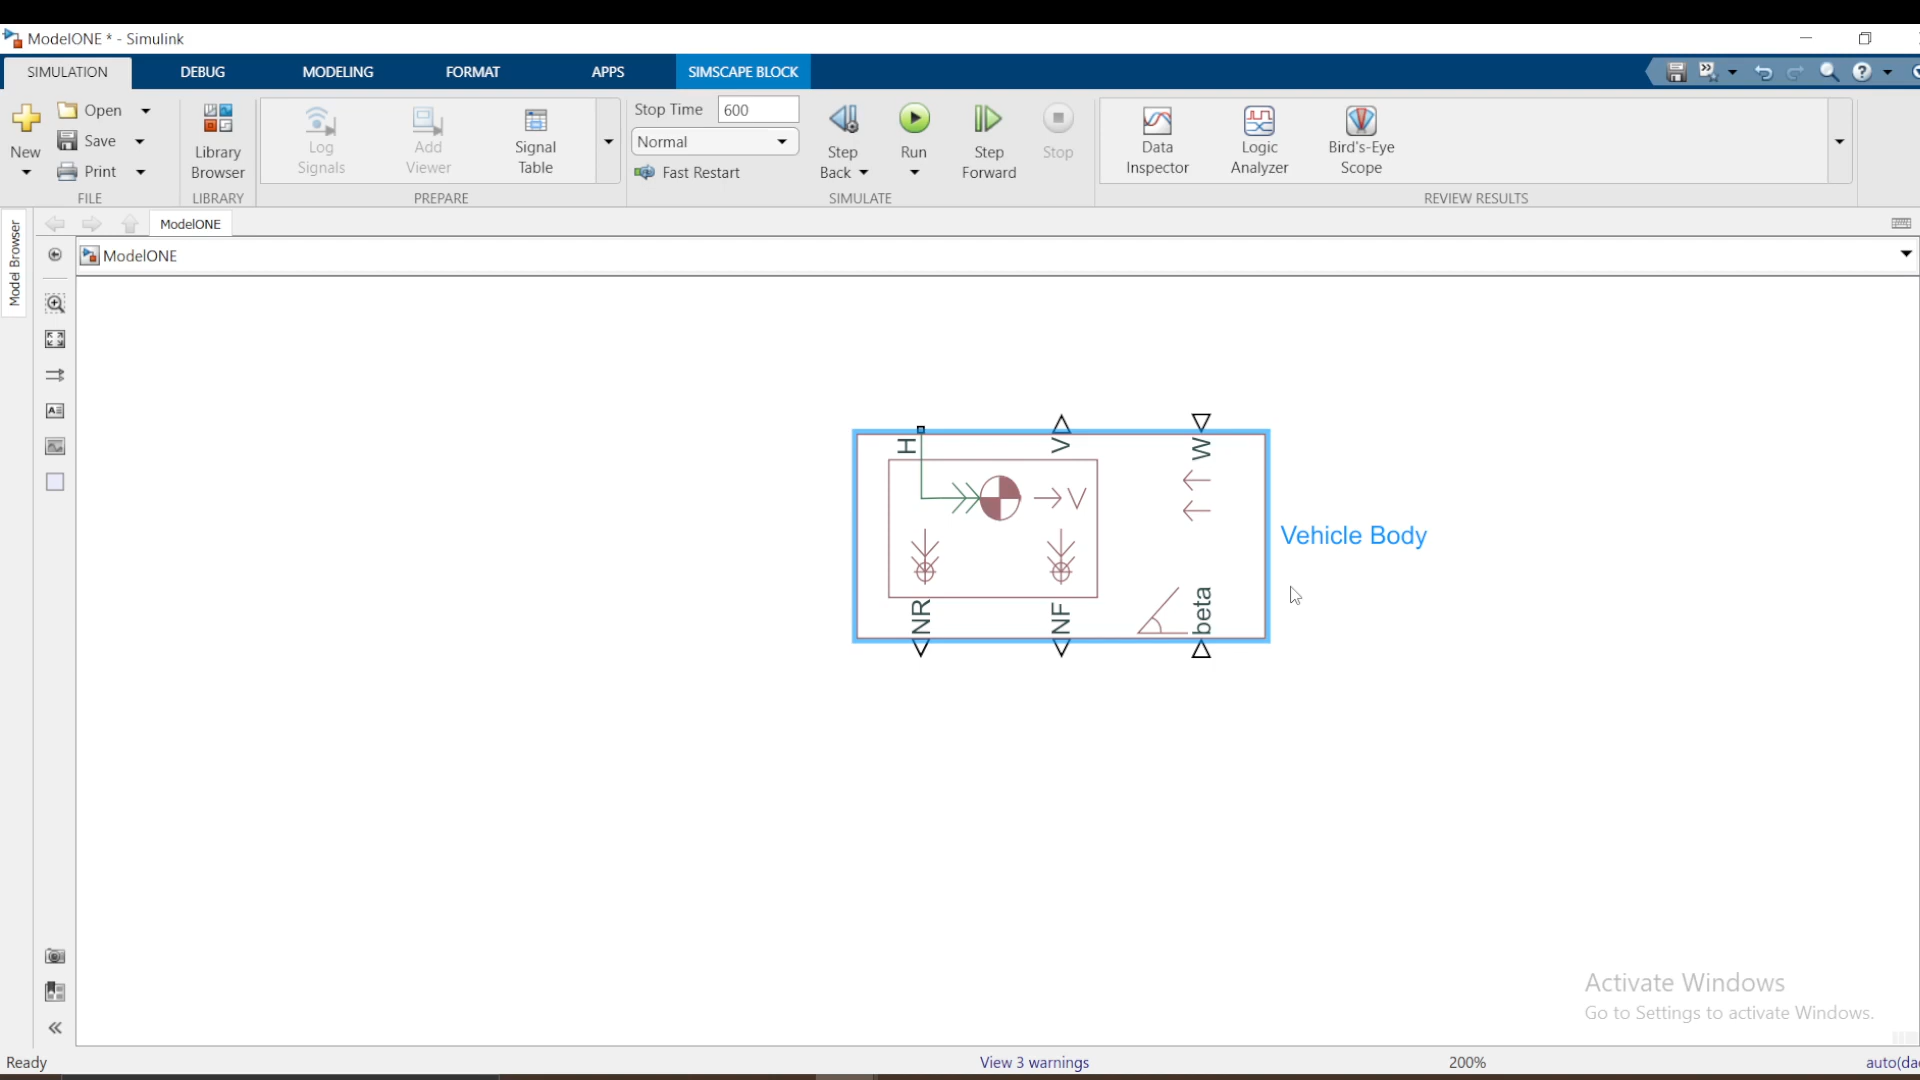 ModelONE * - Simulink
SIMULATION DEBUG MODELING FORMAT APPS SIMSCAPE BLOCK
New
Open
Save
Print
FILE
Library
Browser
LIBRARY
Log
Signals
Add
Viewer
Signal
Table
PREPARE
Stop Time 600
Normal
Fast Restart
Step
Back
Run
Step
Forward
Stop
SIMULATE
Data
Inspector
Logic
Analyzer
Bird's-Eye
Scope
REVIEW RESULTS
Model Browser
ModelONE
ModelONE
H
V
W
V
NR
NF
beta
Vehicle Body
Activate Windows
Go to Settings to activate Windows.
Ready
View 3 warnings
200%